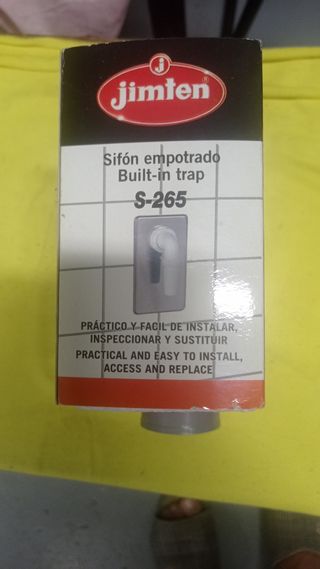 j
jimten®
Sifón empotrado
Built-in trap
S-265
PRÁCTICO Y FACIL DE INSTALAR,
INSPECCIONAR Y SUSTITUIR
PRACTICAL AND EASY TO INSTALL,
ACCESS AND REPLACE